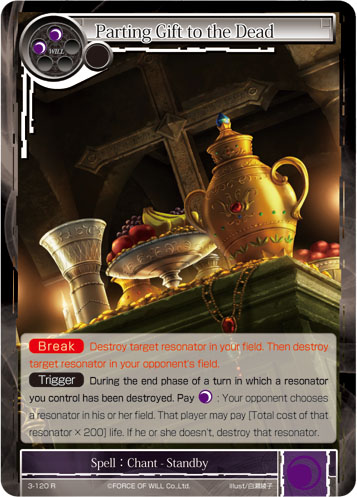 Parting Gift to the Dead
WILL
Break Destroy target resonator in your field. Then destroy
target resonator in your opponent's field.
Trigger During the end phase of a turn in which a resonator
you control has been destroyed. Pay : Your opponent chooses
a resonator in his or her field. That player may pay [Total cost of that
resonator × 200] life. If he or she doesn't, destroy that resonator.
Spell : Chant - Standby
3-120 R ©FORCE OF WILL Co.,Ltd. Illust/白瀬綾子